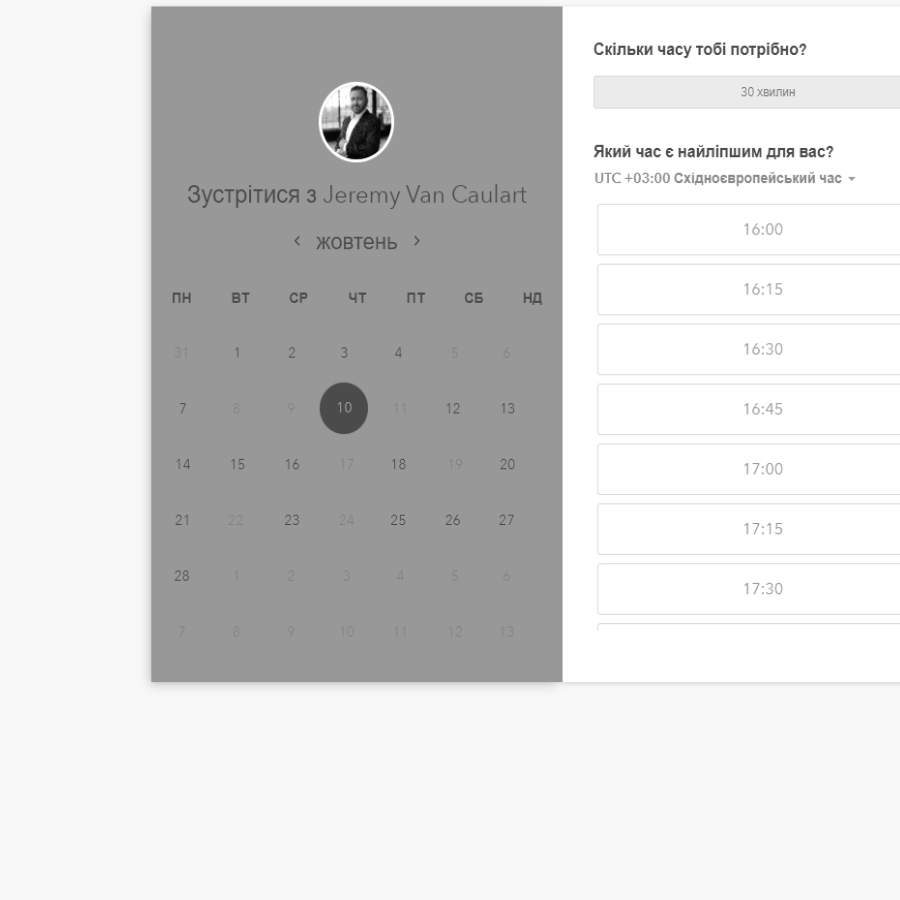 Зустрітися з Jeremy Van Caulart
жовтень
ПН ВТ СР ЧТ ПТ СБ НД
31 1 2 3 4 5 6
7 8 9 10 11 12 13
14 15 16 17 18 19 20
21 22 23 24 25 26 27
28 1 2 3 4 5 6
7 8 9 10 11 12 13
Скільки часу тобі потрібно?
30 хвилин
Який час є найліпшим для вас?
UTC +03:00 Східноєвропейський час
16:00
16:15
16:30
16:45
17:00
17:15
17:30